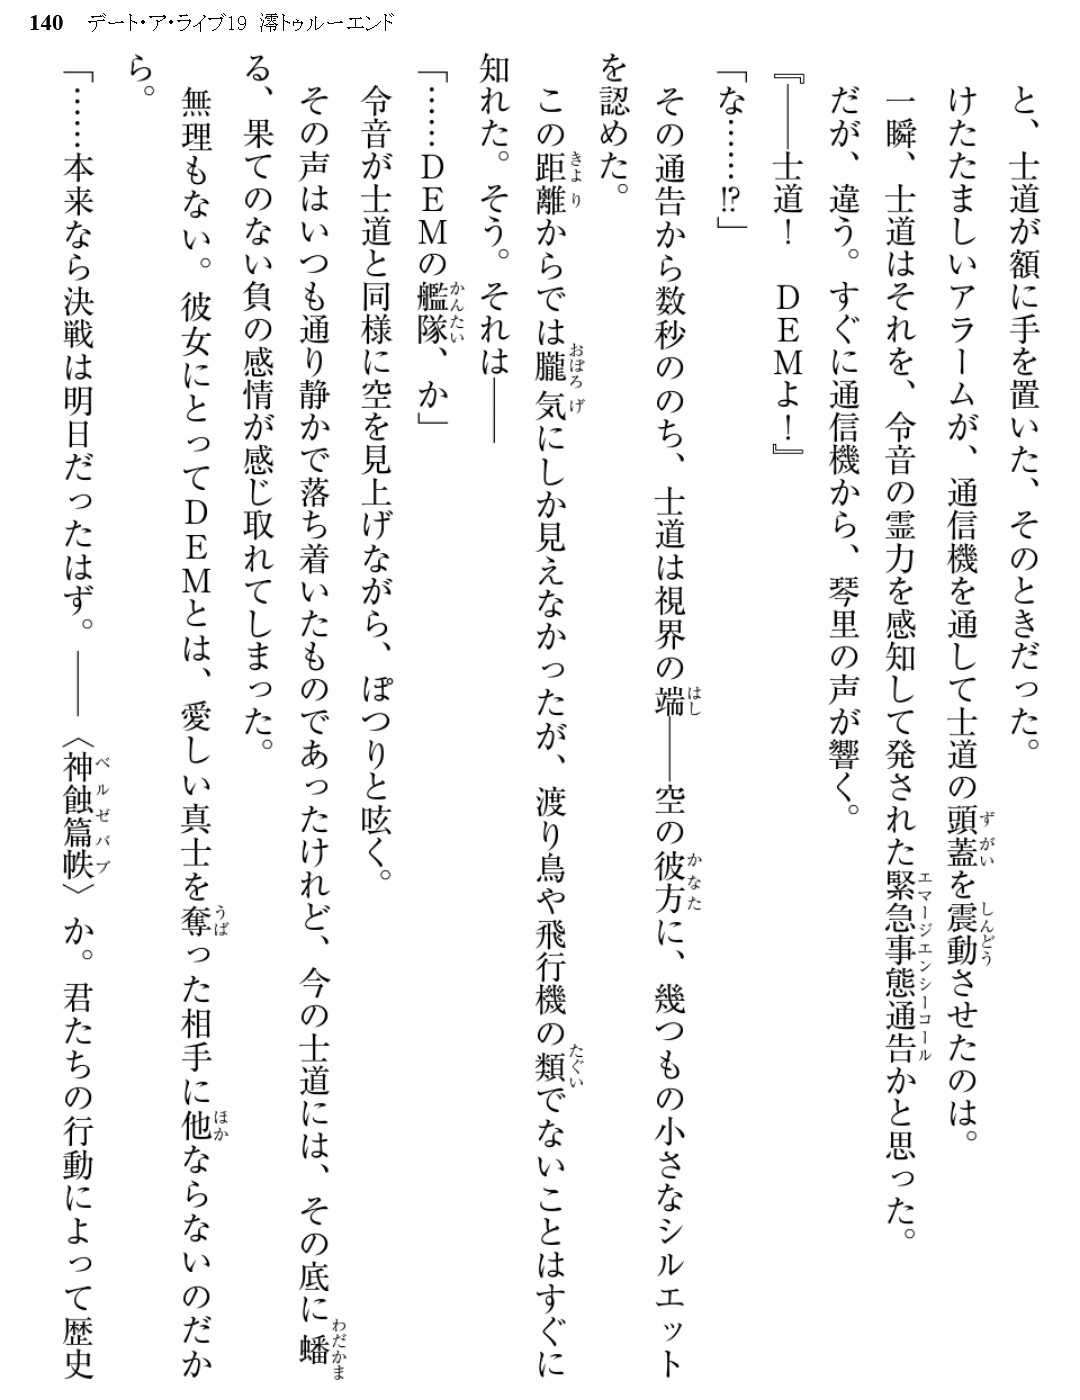 140 デート・ア・ライブ19 澪トゥルーエンド
と、士道が額に手を置いた、そのときだった。
けたたましいアラームが、通信機を通して士道の頭蓋を震動させたのは。
一瞬、士道はそれを、令音の霊力を感知して発された緊急事態通告かと思った。
だが、違う。すぐに通信機から、琴里の声が響く。
『――士道！　ＤＥＭよ！』
「な……!?」
その通告から数秒ののち、士道は視界の端――空の彼方に、幾つもの小さなシルエット
を認めた。
この距離からでは朧気にしか見えなかったが、渡り鳥や飛行機の類でないことはすぐに
知れた。そう。それは――
「……ＤＥＭの艦隊、か」
令音が士道と同様に空を見上げながら、ぽつりと呟く。
その声はいつも通り静かで落ち着いたものであったけれど、今の士道には、その底に蟠
る、果てのない負の感情が感じ取れてしまった。
無理もない。彼女にとってＤＥＭとは、愛しい真士を奪った相手に他ならないのだか
ら。
「……本来なら決戦は明日だったはず。――〈神蝕篇帙〉か。君たちの行動によって歴史